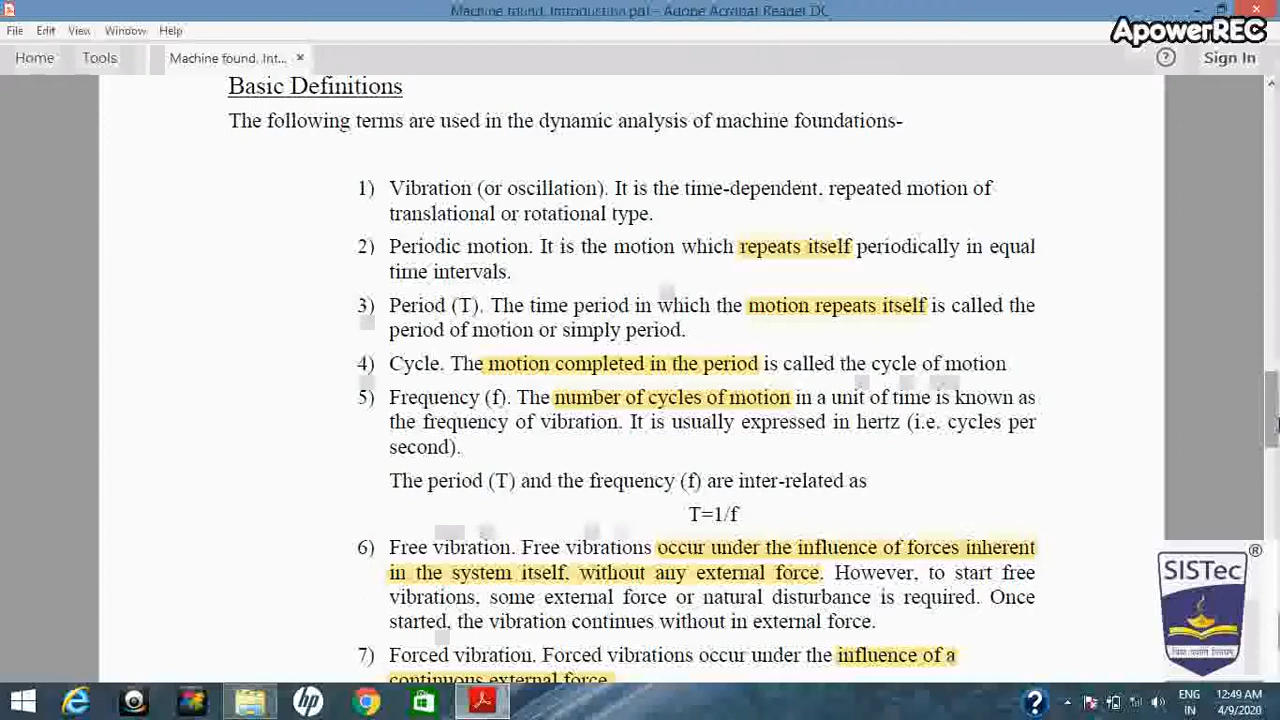 Machine found. Introduction.pdf - Adobe Acrobat Reader DC
ApowerREC
File Edit View Window Help
Home Tools Machine found. Int... × Sign In
Basic Definitions
The following terms are used in the dynamic analysis of machine foundations-
1) Vibration (or oscillation). It is the time-dependent, repeated motion of
translational or rotational type.
2) Periodic motion. It is the motion which repeats itself periodically in equal
time intervals.
3) Period (T). The time period in which the motion repeats itself is called the
period of motion or simply period.
4) Cycle. The motion completed in the period is called the cycle of motion
5) Frequency (f). The number of cycles of motion in a unit of time is known as
the frequency of vibration. It is usually expressed in hertz (i.e. cycles per
second).
The period (T) and the frequency (f) are inter-related as
T=1/f
6) Free vibration. Free vibrations occur under the influence of forces inherent
in the system itself, without any external force. However, to start free
vibrations, some external force or natural disturbance is required. Once
started, the vibration continues without in external force.
7) Forced vibration. Forced vibrations occur under the influence of a
continuous external force.
SISTec ®
ENG 12:49 AM
IN 4/9/2020